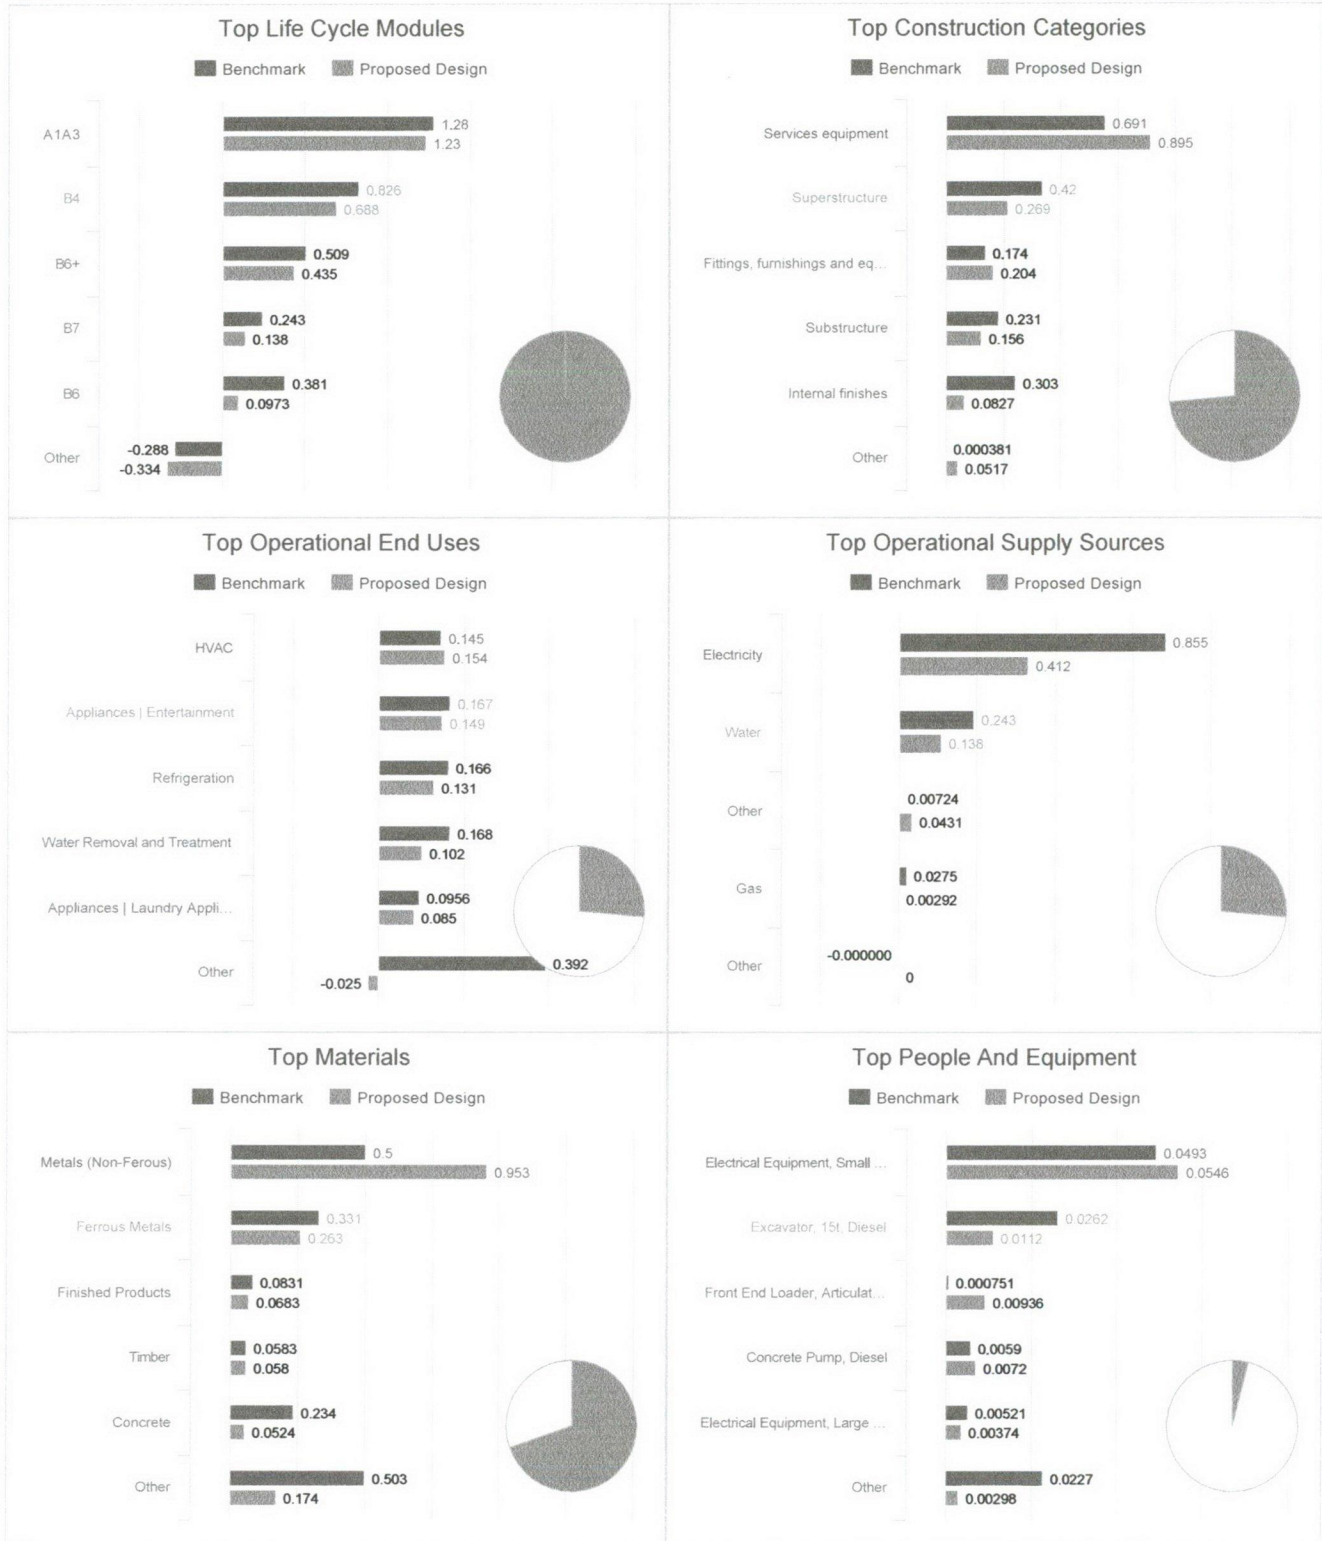 Top Life Cycle Modules
Benchmark Proposed Design
A1A3 1.28
1.23
B4 0.826
0.688
B6+ 0.509
0.435
B7 0.243
0.138
B6 0.381
0.0973
Other -0.288
-0.334
Top Construction Categories
Benchmark Proposed Design
Services equipment 0.691
0.895
Superstructure 0.42
0.269
Fittings, furnishings and eq... 0.174
0.204
Substructure 0.231
0.156
Internal finishes 0.303
0.0827
Other 0.000381
0.0517
Top Operational End Uses
Benchmark Proposed Design
HVAC 0.145
0.154
Appliances | Entertainment 0.167
0.149
Refrigeration 0.166
0.131
Water Removal and Treatment 0.168
0.102
Appliances | Laundry Appli... 0.0956
0.085
Other 0.392
-0.025
Top Operational Supply Sources
Benchmark Proposed Design
Electricity 0.855
0.412
Water 0.243
0.138
Other 0.00724
0.0431
Gas 0.0275
0.00292
Other -0.000000
0
Top Materials
Benchmark Proposed Design
Metals (Non-Ferous) 0.5
0.953
Ferrous Metals 0.331
0.263
Finished Products 0.0831
0.0683
Timber 0.0583
0.058
Concrete 0.234
0.0524
Other 0.503
0.174
Top People And Equipment
Benchmark Proposed Design
Electrical Equipment, Small ... 0.0493
0.0546
Excavator, 15t, Diesel 0.0262
0.0112
Front End Loader, Articulat... 0.000751
0.00936
Concrete Pump, Diesel 0.0059
0.0072
Electrical Equipment, Large ... 0.00521
0.00374
Other 0.0227
0.00298